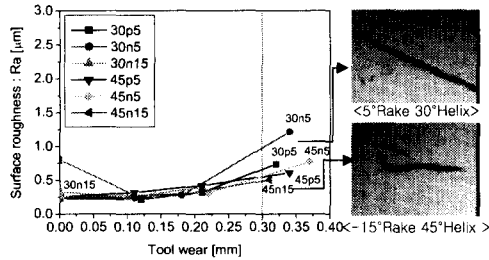 Surface roughness : Ra [μm]
3.0
2.5
2.0
1.5
1.0
0.5
0.0
30p5
30n5
30n15
45p5
45n5
45n15
30n15
30n5
30p5
45n5
45p5
45n15
0.00 0.05 0.10 0.15 0.20 0.25 0.30 0.35 0.40
Tool wear [mm]
<5°Rake 30°Helix>
<-15°Rake 45°Helix >